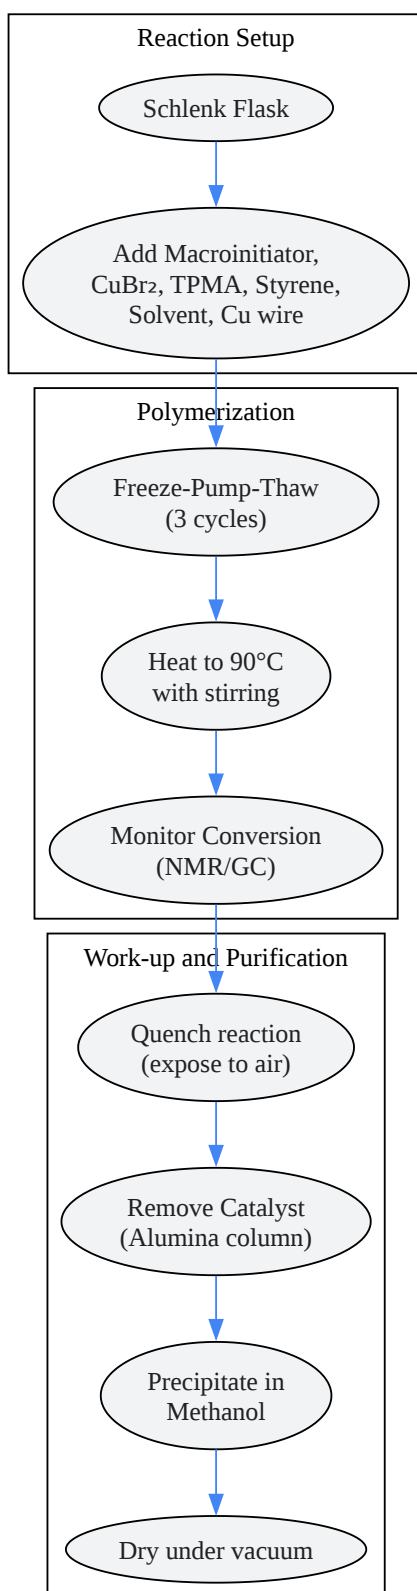 Reaction Setup
Schlenk Flask
Add Macroinitiator,
CuBr₂, TPMA, Styrene,
Solvent, Cu wire
Polymerization
Freeze-Pump-Thaw
(3 cycles)
Heat to 90°C
with stirring
Monitor Conversion
(NMR/GC)
Work-up and Purification
Quench reaction
(expose to air)
Remove Catalyst
(Alumina column)
Precipitate in
Methanol
Dry under vacuum